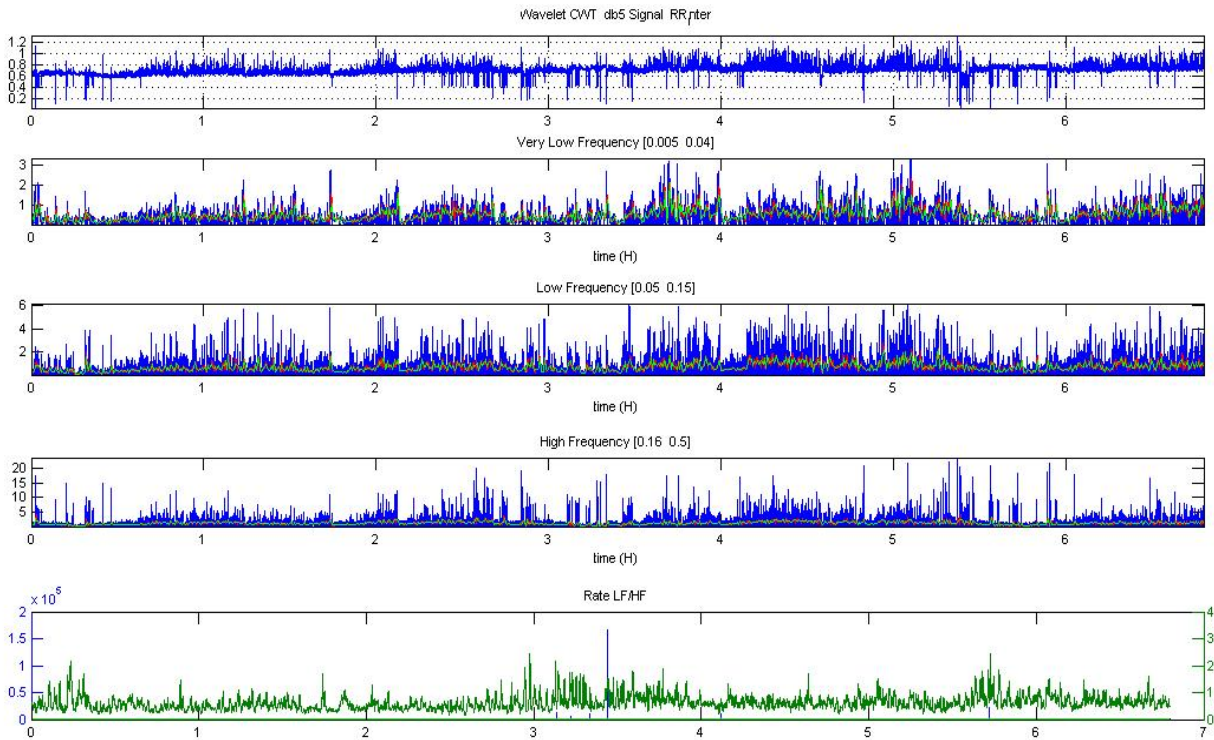 Wavelet CWT db5 Signal RRInter
1.2
1
0.8
0.6
0.4
0.2
0 1 2 3 4 5 6
Very Low Frequency [0.005 0.04]
3
2
1
0 1 2 3 4 5 6
time (H)
Low Frequency [0.05 0.15]
6
4
2
0 1 2 3 4 5 6
time (H)
High Frequency [0.16 0.5]
20
15
10
5
0 1 2 3 4 5 6 7
time (H)
Rate LF/HF
x 10^5
2 4
1.5 3
1 2
0.5 1
0 0
0 1 2 3 4 5 6 7